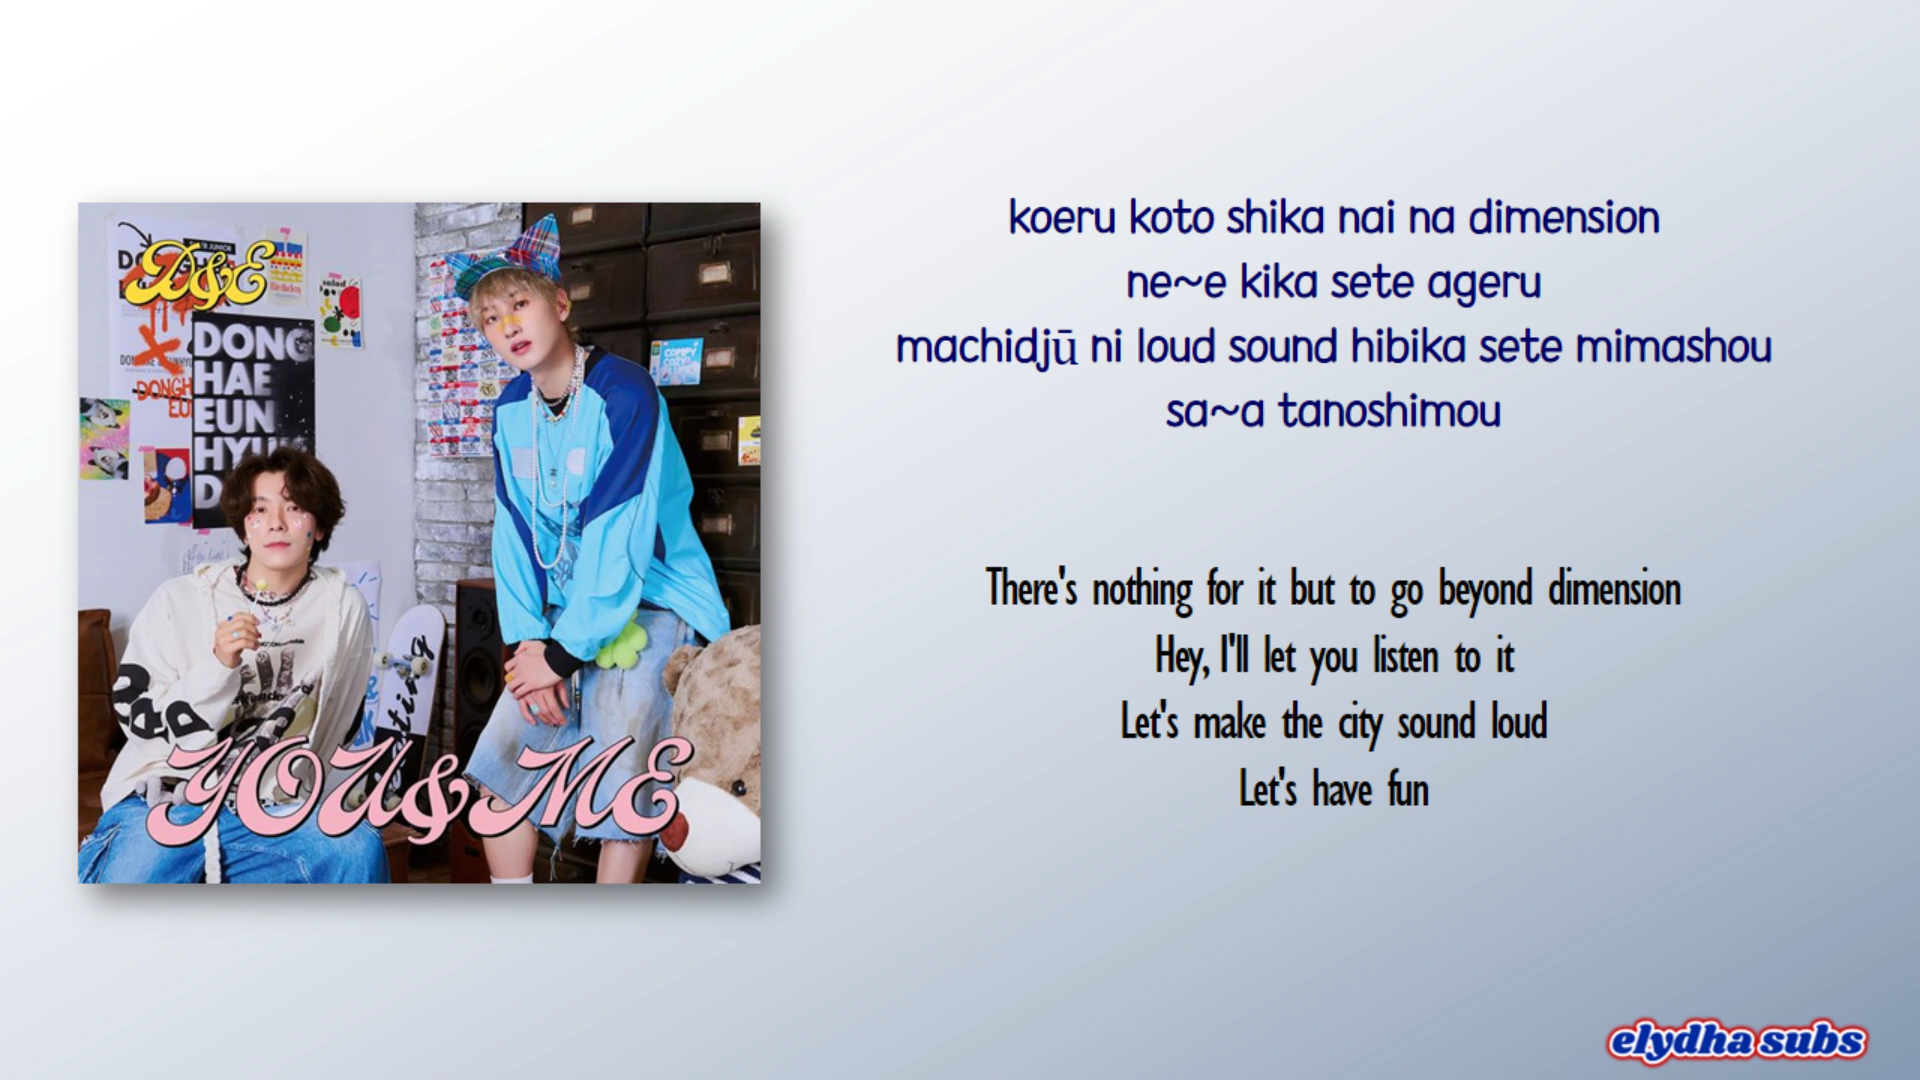 D&E
DONG
HAE
EUN
HYU
D
YOU&ME
koeru koto shika nai na dimension
ne~e kika sete ageru
machidjū ni loud sound hibika sete mimashou
sa~a tanoshimou
There's nothing for it but to go beyond dimension
Hey, I'll let you listen to it
Let's make the city sound loud
Let's have fun
elydha subs